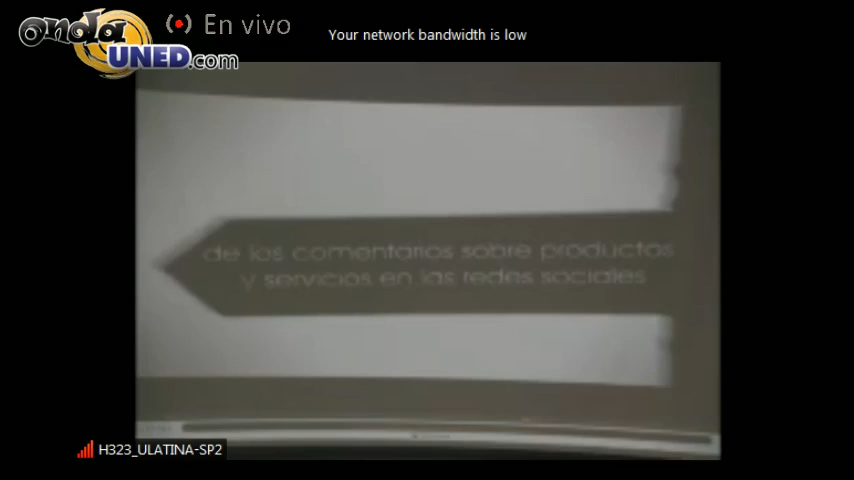 onda
UNED.com
En vivo
Your network bandwidth is low
de los comentarios sobre productos
y servicios en las redes sociales
H323_ULATINA-SP2